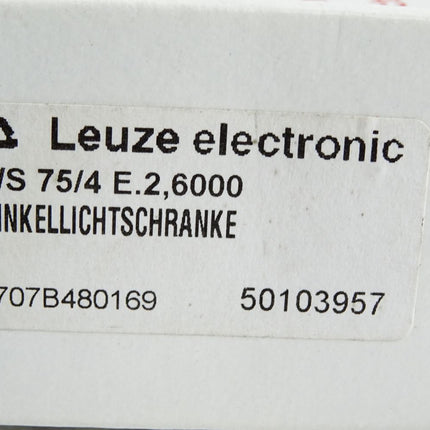 Leuze electronic
/S 75/4 E.2,6000
INKELLICHTSCHRANKE
707B480169 50103957